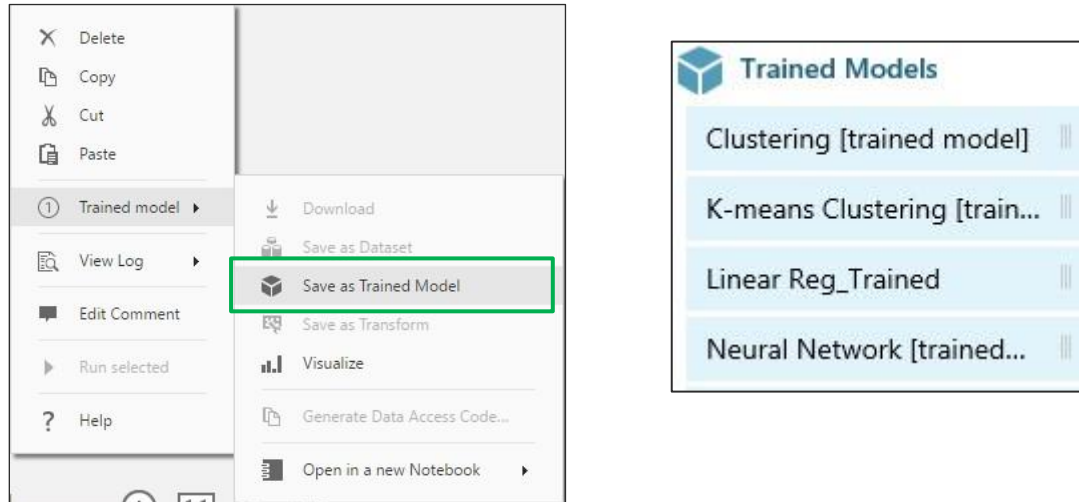 Delete
Copy
Cut
Paste
1 Trained model
View Log
Edit Comment
Run selected
? Help
Download
Save as Dataset
Save as Trained Model
Save as Transform
Visualize
Generate Data Access Code...
Open in a new Notebook
Trained Models
Clustering [trained model]
K-means Clustering [train...
Linear Reg_Trained
Neural Network [trained...